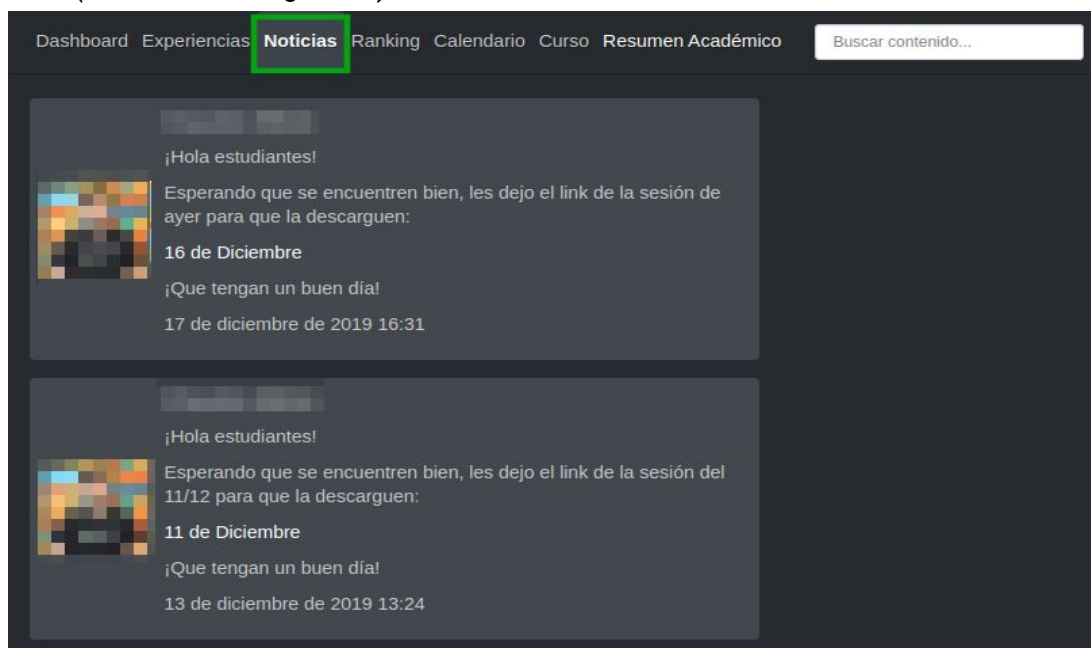 Dashboard Experiencias Noticias Ranking Calendario Curso Resumen Académico Buscar contenido...
¡Hola estudiantes!
Esperando que se encuentren bien, les dejo el link de la sesión de
ayer para que la descarguen:
16 de Diciembre
¡Que tengan un buen día!
17 de diciembre de 2019 16:31
¡Hola estudiantes!
Esperando que se encuentren bien, les dejo el link de la sesión del
11/12 para que la descarguen:
11 de Diciembre
¡Que tengan un buen día!
13 de diciembre de 2019 13:24